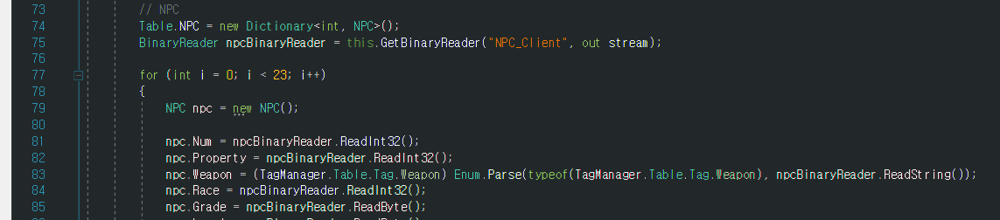 73 // NPC
74 Table.NPC = new Dictionary<int, NPC>();
75 BinaryReader npcBinaryReader = this.GetBinaryReader("NPC_Client", out stream);
76
77 for (int i = 0; i < 23; i++)
78 {
79 NPC npc = new NPC();
80
81 npc.Num = npcBinaryReader.ReadInt32();
82 npc.Property = npcBinaryReader.ReadInt32();
83 npc.Weapon = (TagManager.Table.Tag.Weapon) Enum.Parse(typeof(TagManager.Table.Tag.Weapon), npcBinaryReader.ReadString());
84 npc.Race = npcBinaryReader.ReadInt32();
85 npc.Grade = npcBinaryReader.ReadByte();